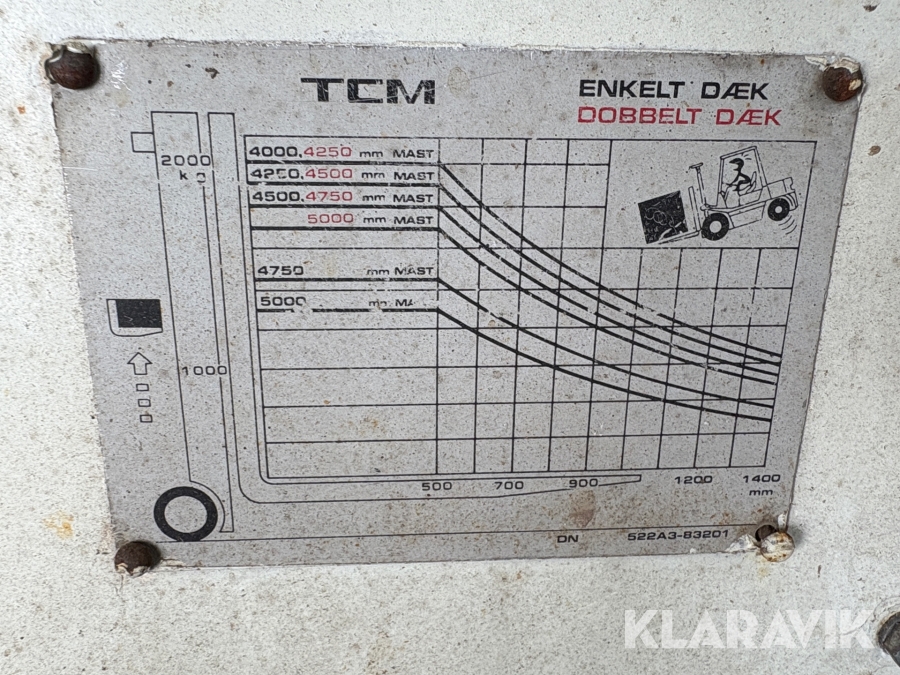 TCM
ENKELT DÆK
DOBBELT DÆK
2000
kg
4000.4250 mm MAST
4250.4500 mm MAST
4500.4750 mm MAST
5000 mm MAST
4750 mm MAST
5000 mm
1000
500 700 900 1200 1400
mm
DN 522A3-83201
KLARAVIK